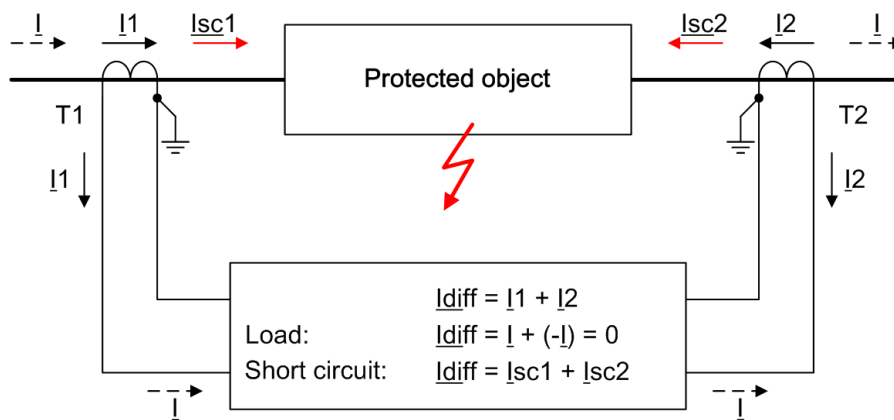 I I1 Isc1 Isc2 I2 I
Protected object
T1 T2
I1 I2
Idiff = I1 + I2
Load: Idiff = I + (-I) = 0
Short circuit: Idiff = Isc1 + Isc2
I I